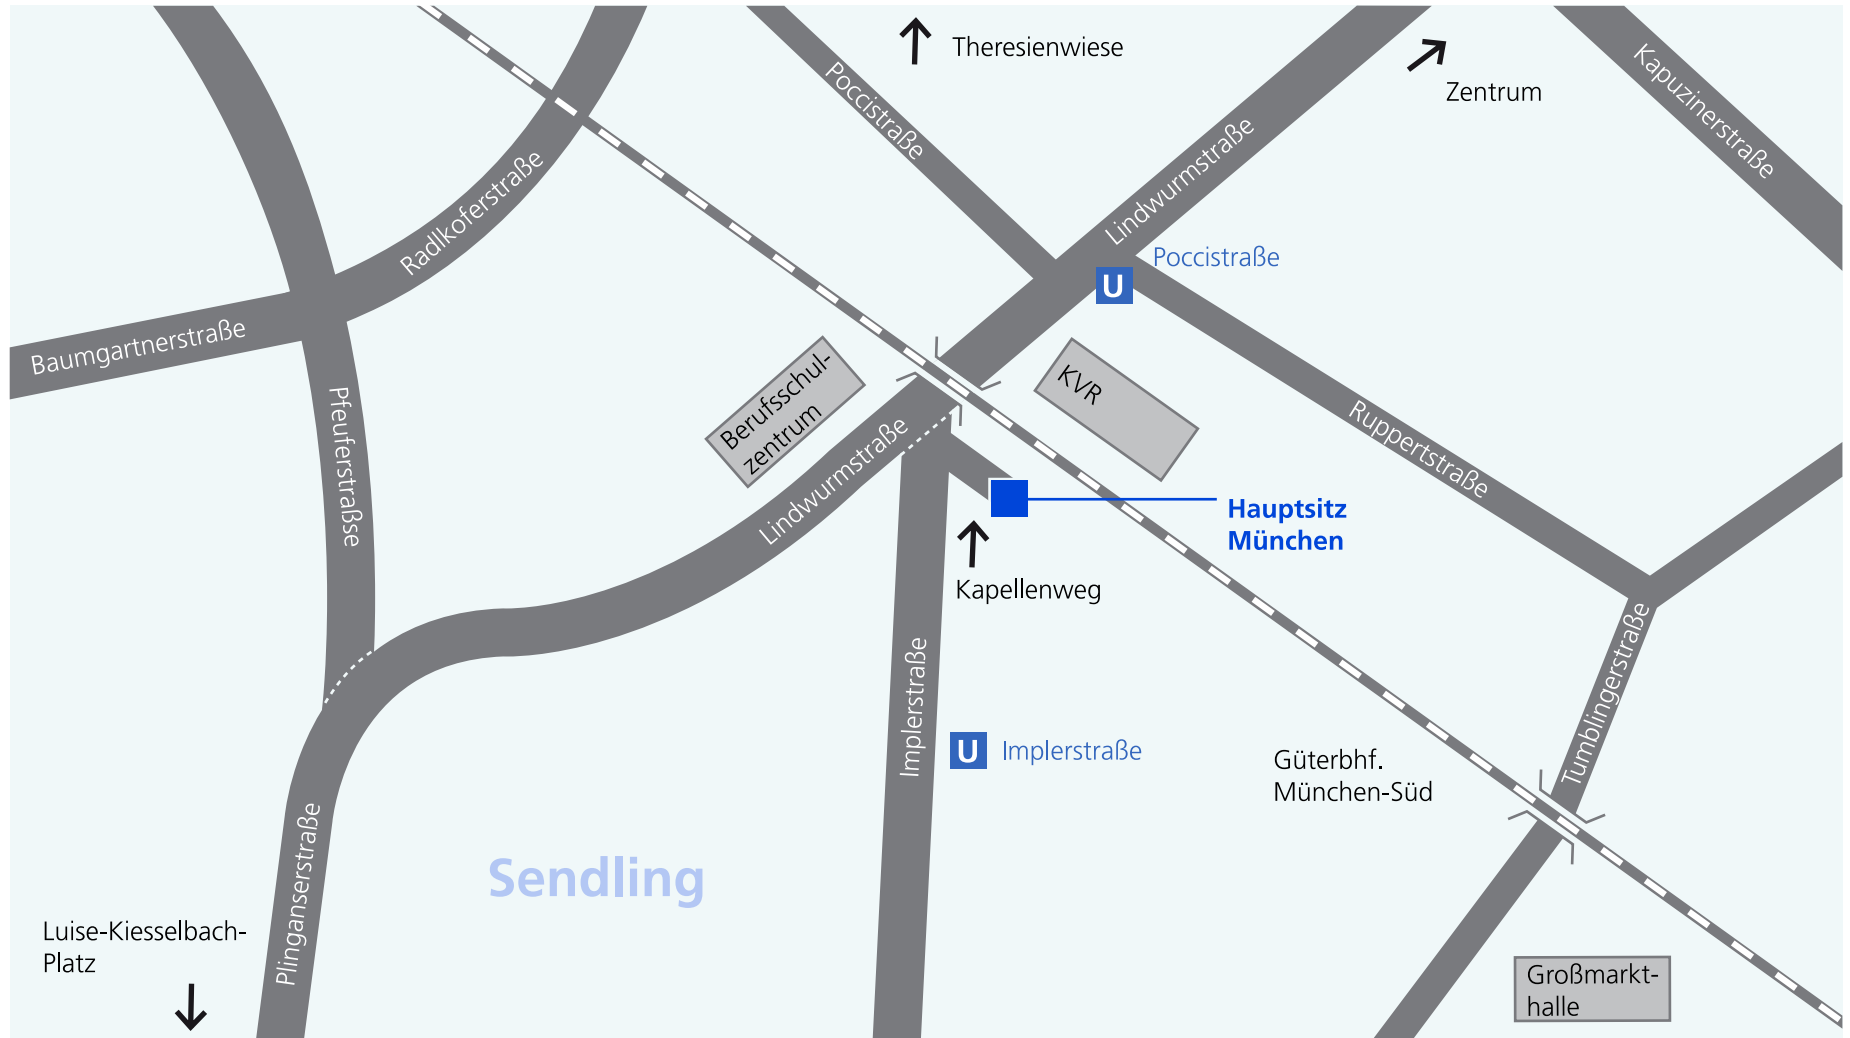 Theresienwiese
Zentrum
Kapuzinerstraße
Poccistraße
Lindwurmstraße
Radlkoferstraße
U
Poccistraße
Baumgartnerstraße
Pfeuferstraßse
Berufsschul-
zentrum
KVR
Ruppertstraße
Lindwurmstraße
Hauptsitz
München
Kapellenweg
Implerstraße
U
Implerstraße
Tumblingerstraße
Güterbhf.
München-Süd
Plinganserstraße
Sendling
Luise-Kiesselbach-
Platz
Großmarkt-
halle